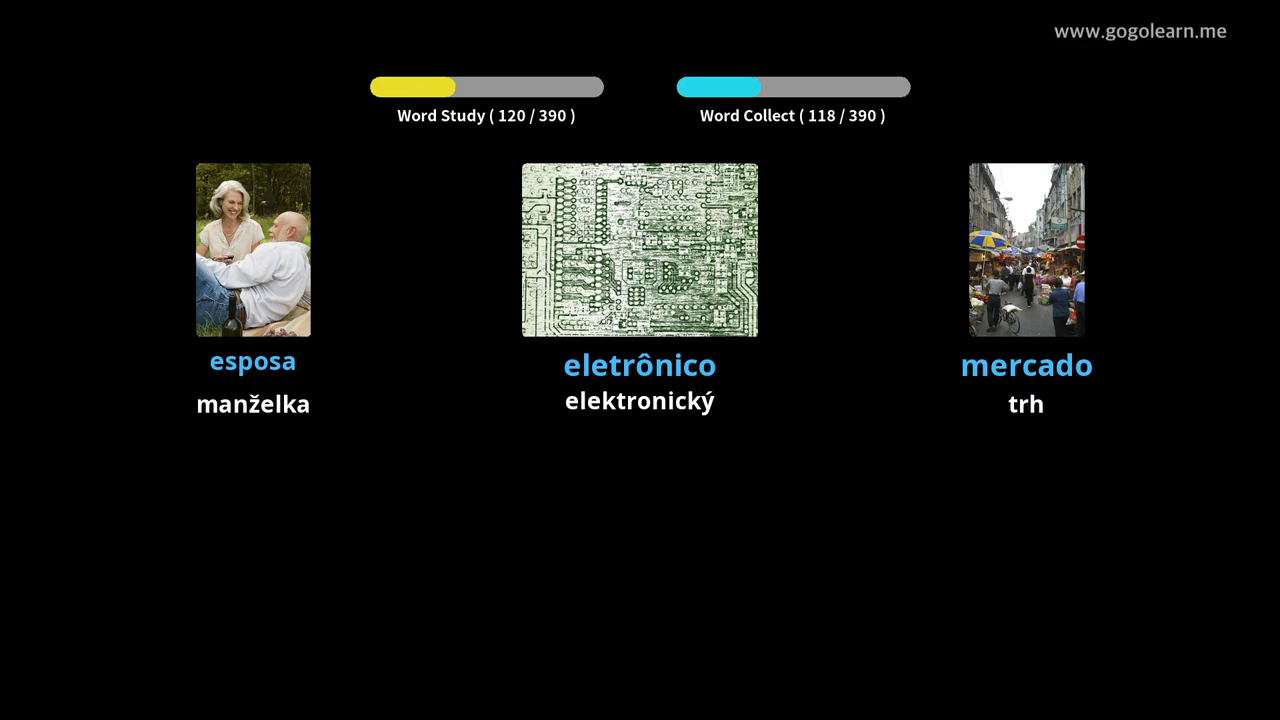 www.gogolearn.me
Word Study ( 120 / 390 )
Word Collect ( 118 / 390 )
esposa
manželka
eletrônico
elektronický
mercado
trh